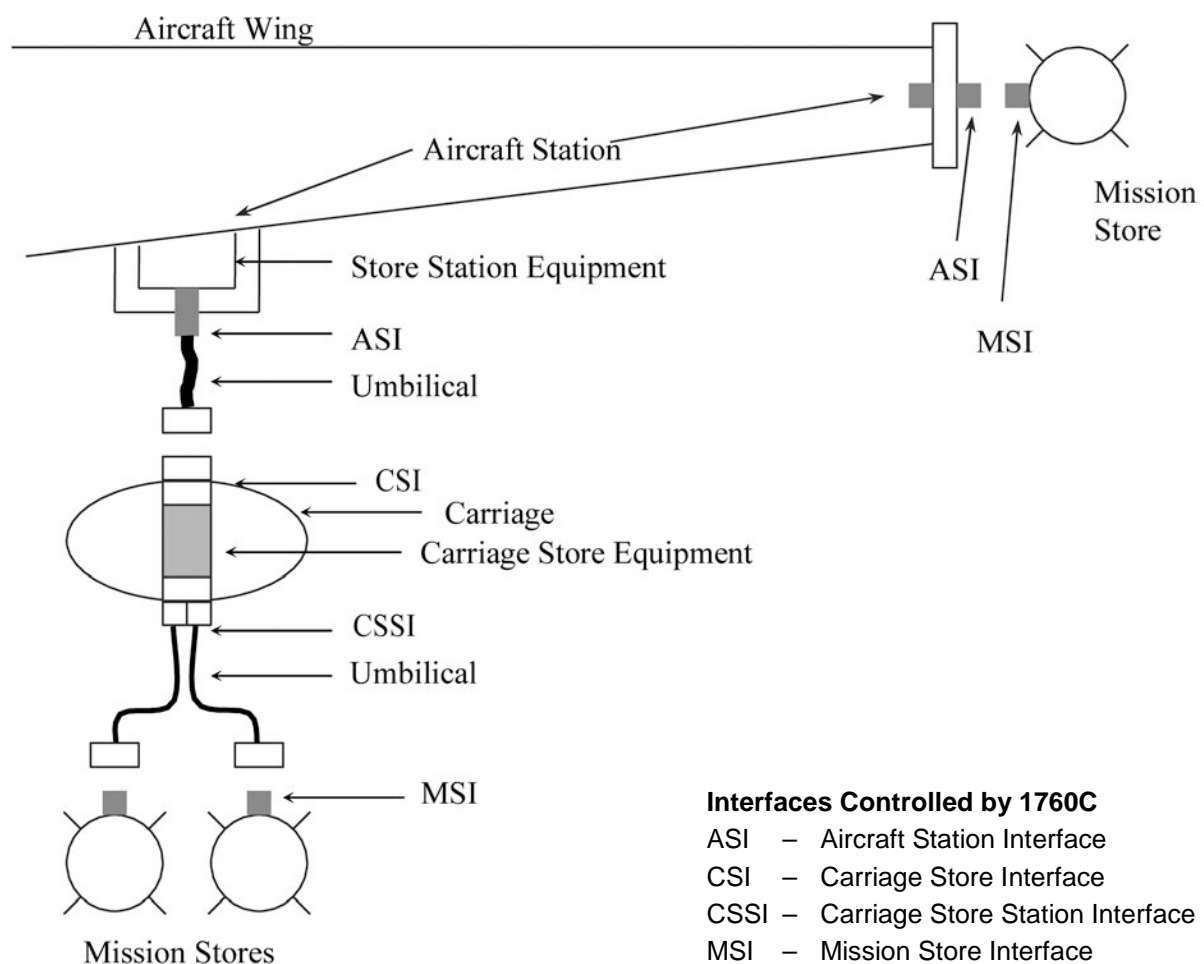 Aircraft Wing
Aircraft Station
Mission
Store
ASI
MSI
Store Station Equipment
ASI
Umbilical
CSI
Carriage
Carriage Store Equipment
CSSI
Umbilical
MSI
Mission Stores
Interfaces Controlled by 1760C
ASI – Aircraft Station Interface
CSI – Carriage Store Interface
CSSI – Carriage Store Station Interface
MSI – Mission Store Interface